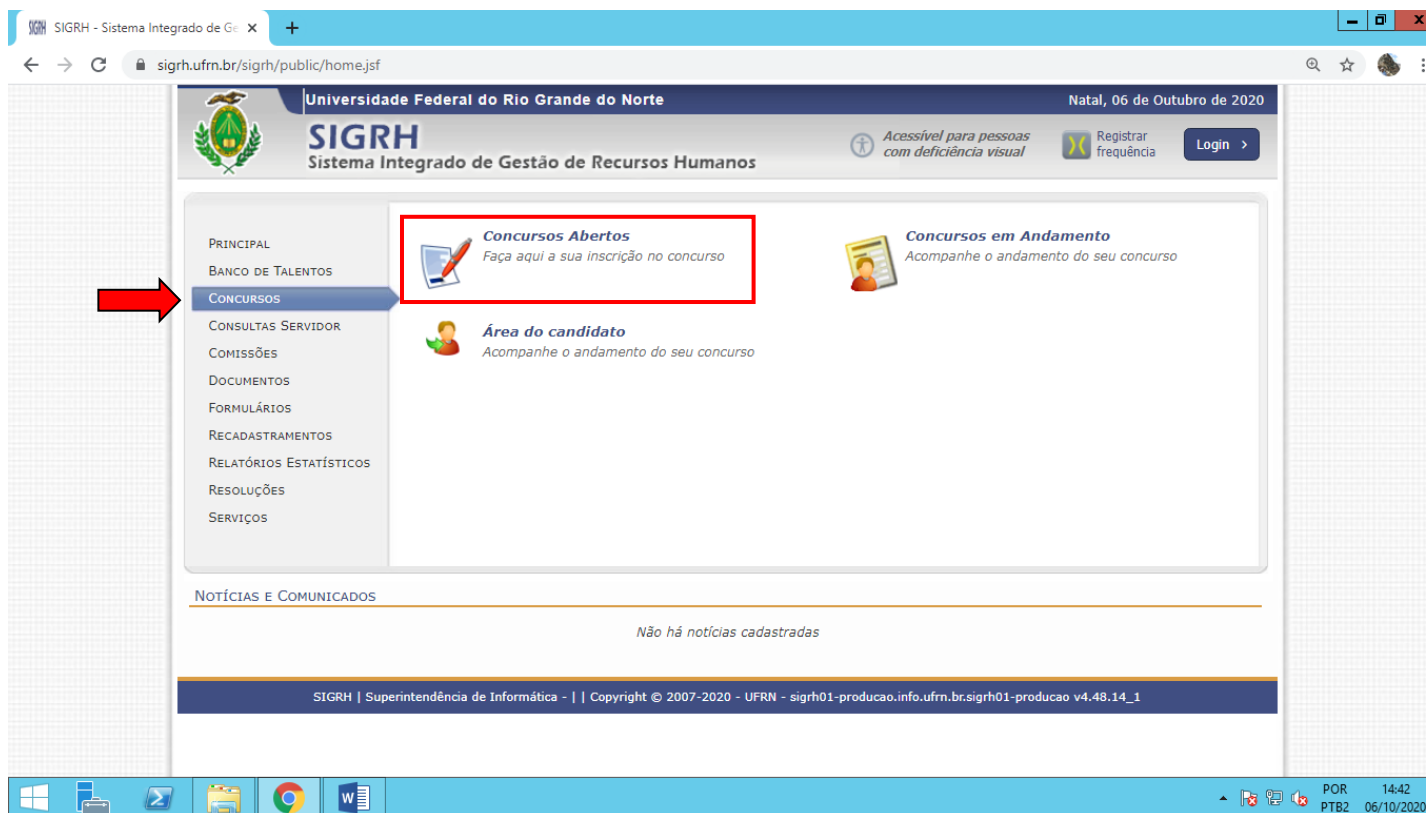 SIGRH - Sistema Integrado de Ge
sigrh.ufrn.br/sigrh/public/home.jsf
Universidade Federal do Rio Grande do Norte
Natal, 06 de Outubro de 2020
SIGRH
Sistema Integrado de Gestão de Recursos Humanos
Acessível para pessoas
com deficiência visual
Registrar
frequência
Login >
PRINCIPAL
BANCO DE TALENTOS
CONCURSOS
CONSULTAS SERVIDOR
COMISSÕES
DOCUMENTOS
FORMULÁRIOS
RECADASTRAMENTOS
RELATÓRIOS ESTATÍSTICOS
RESOLUÇÕES
SERVIÇOS
Concursos Abertos
Faça aqui a sua inscrição no concurso
Concursos em Andamento
Acompanhe o andamento do seu concurso
Área do candidato
Acompanhe o andamento do seu concurso
NOTÍCIAS E COMUNICADOS
Não há notícias cadastradas
SIGRH | Superintendência de Informática - | | Copyright © 2007-2020 - UFRN - sigrh01-producao.info.ufrn.br.sigrh01-producao v4.48.14_1
POR
PTB2
14:42
06/10/2020